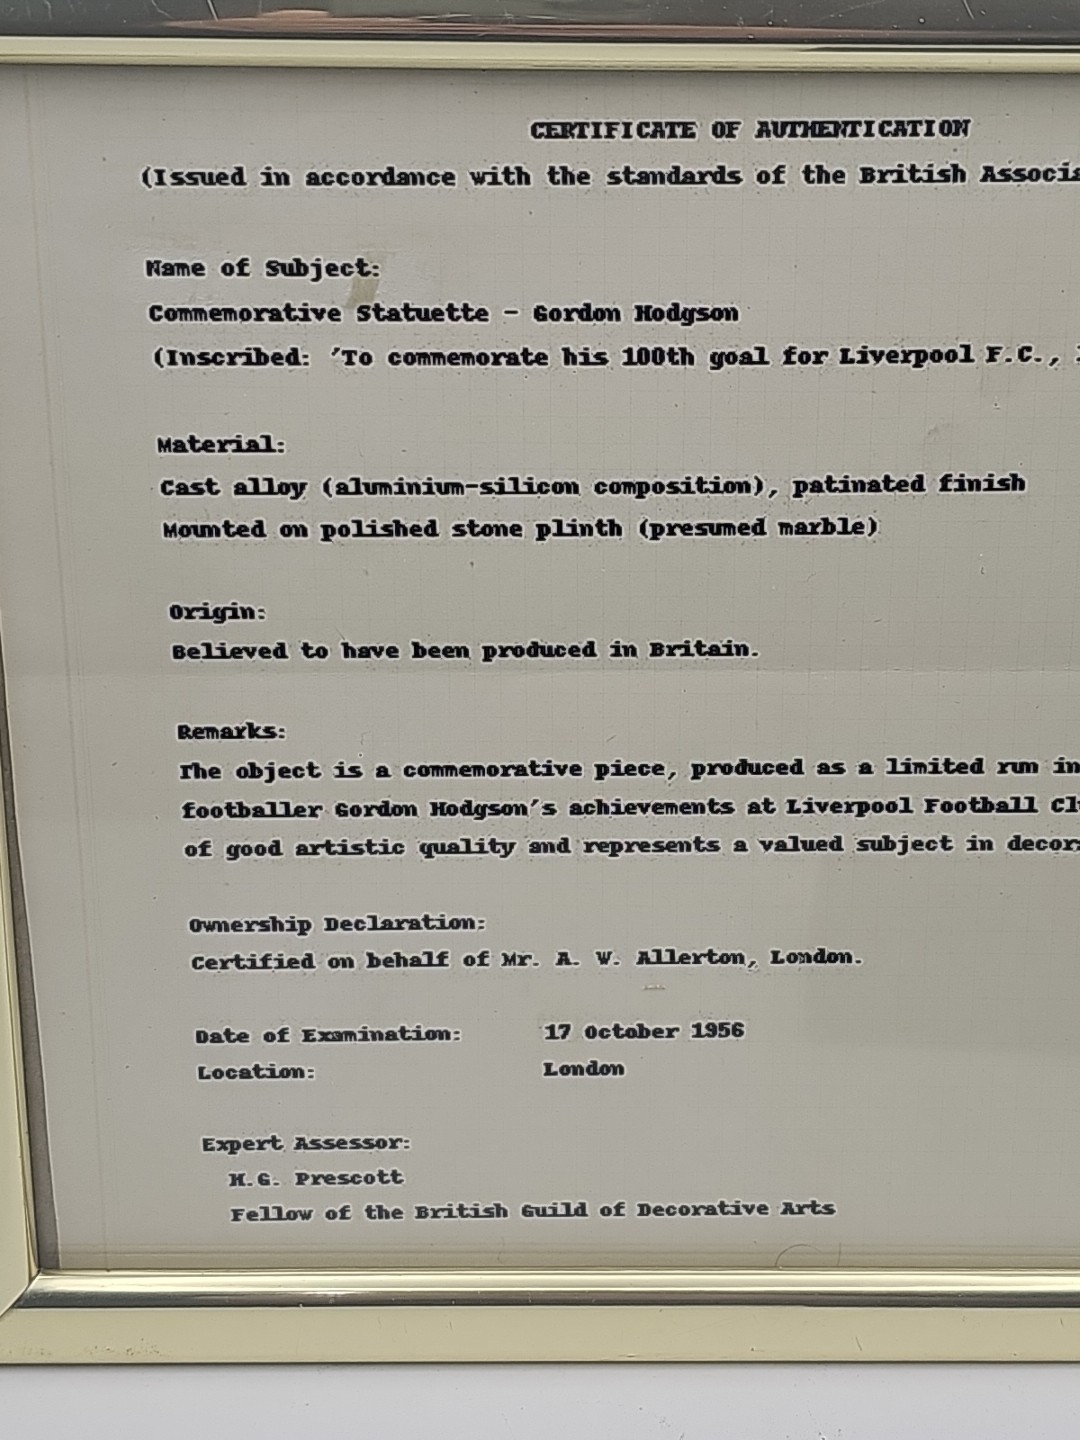 CERTIFICATE OF AUTHENTICATION
(Issued in accordance with the standards of the British
Name of Subject:
Commemorative Statuette – Gordon Hodgson
(Inscribed: 'To commemorate his 100th goal for Liverpool F.C.,
Material:
Cast alloy (aluminium-silicon composition), patinated finish
Mounted on polished stone plinth (presumed marble)
Origin:
Believed to have been produced in Britain.
Remarks:
The object is a commemorative piece, produced as a limited run in
footballer Gordon Hodgson's achievements at Liverpool Football
of good artistic quality and represents a valued subject in
Ownership Declaration:
Certified on behalf of Mr. A. W. Allerton, London.
Date of Examination: 17 October 1956
Location: London
Expert Assessor:
H.G. Prescott
Fellow of the British Guild of Decorative Arts